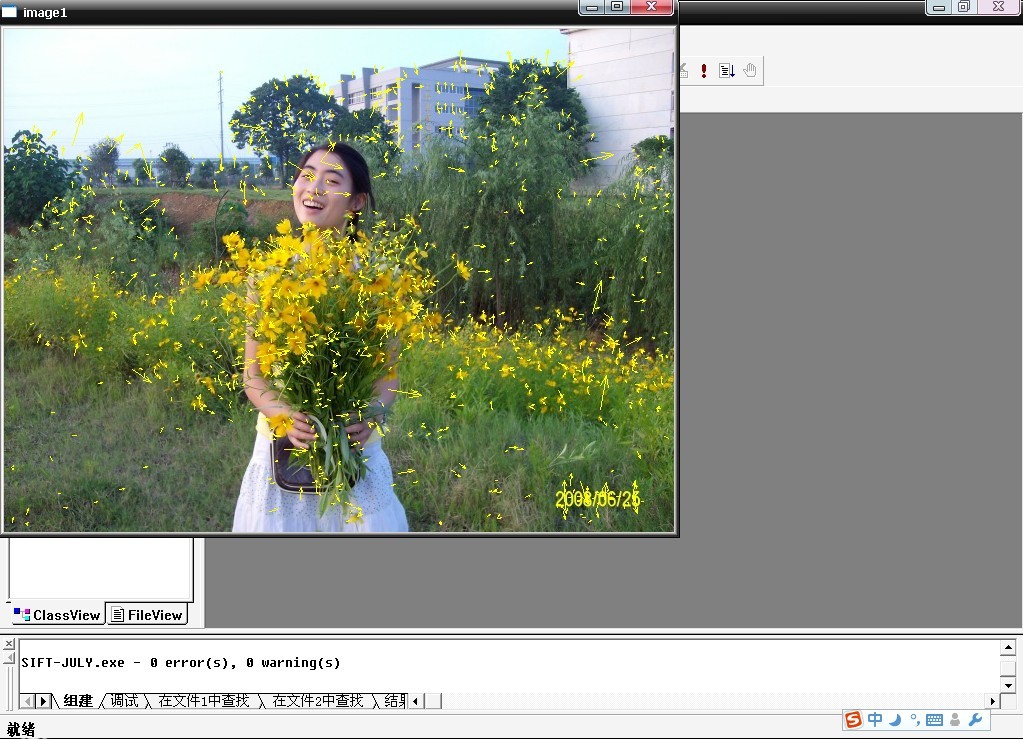 image1
2008/06/25
ClassView
FileView
SIFT-JULY.exe - 0 error(s), 0 warning(s)
组建
调试
在文件1中查找
在文件2中查找
结果
中
就绪